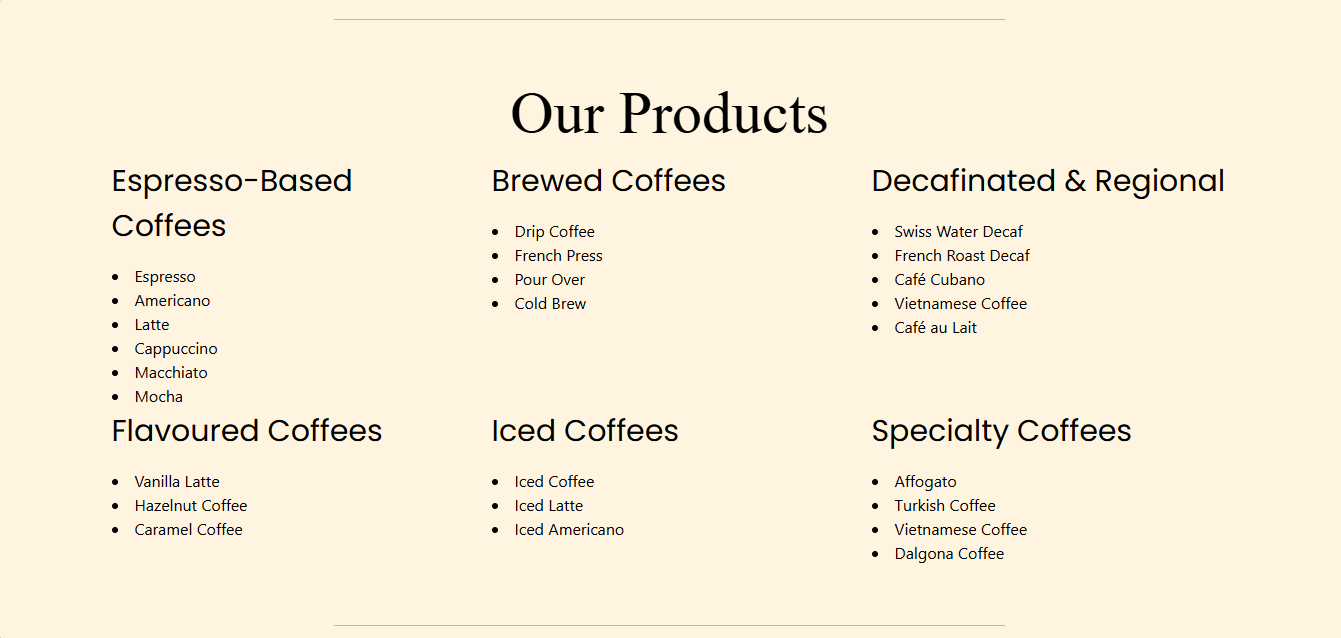 Our Products
Espresso-Based
Coffees
Espresso
Americano
Latte
Cappuccino
Macchiato
Mocha
Brewed Coffees
Drip Coffee
French Press
Pour Over
Cold Brew
Decafinated & Regional
Swiss Water Decaf
French Roast Decaf
Café Cubano
Vietnamese Coffee
Café au Lait
Flavoured Coffees
Vanilla Latte
Hazelnut Coffee
Caramel Coffee
Iced Coffees
Iced Coffee
Iced Latte
Iced Americano
Specialty Coffees
Affogato
Turkish Coffee
Vietnamese Coffee
Dalgona Coffee